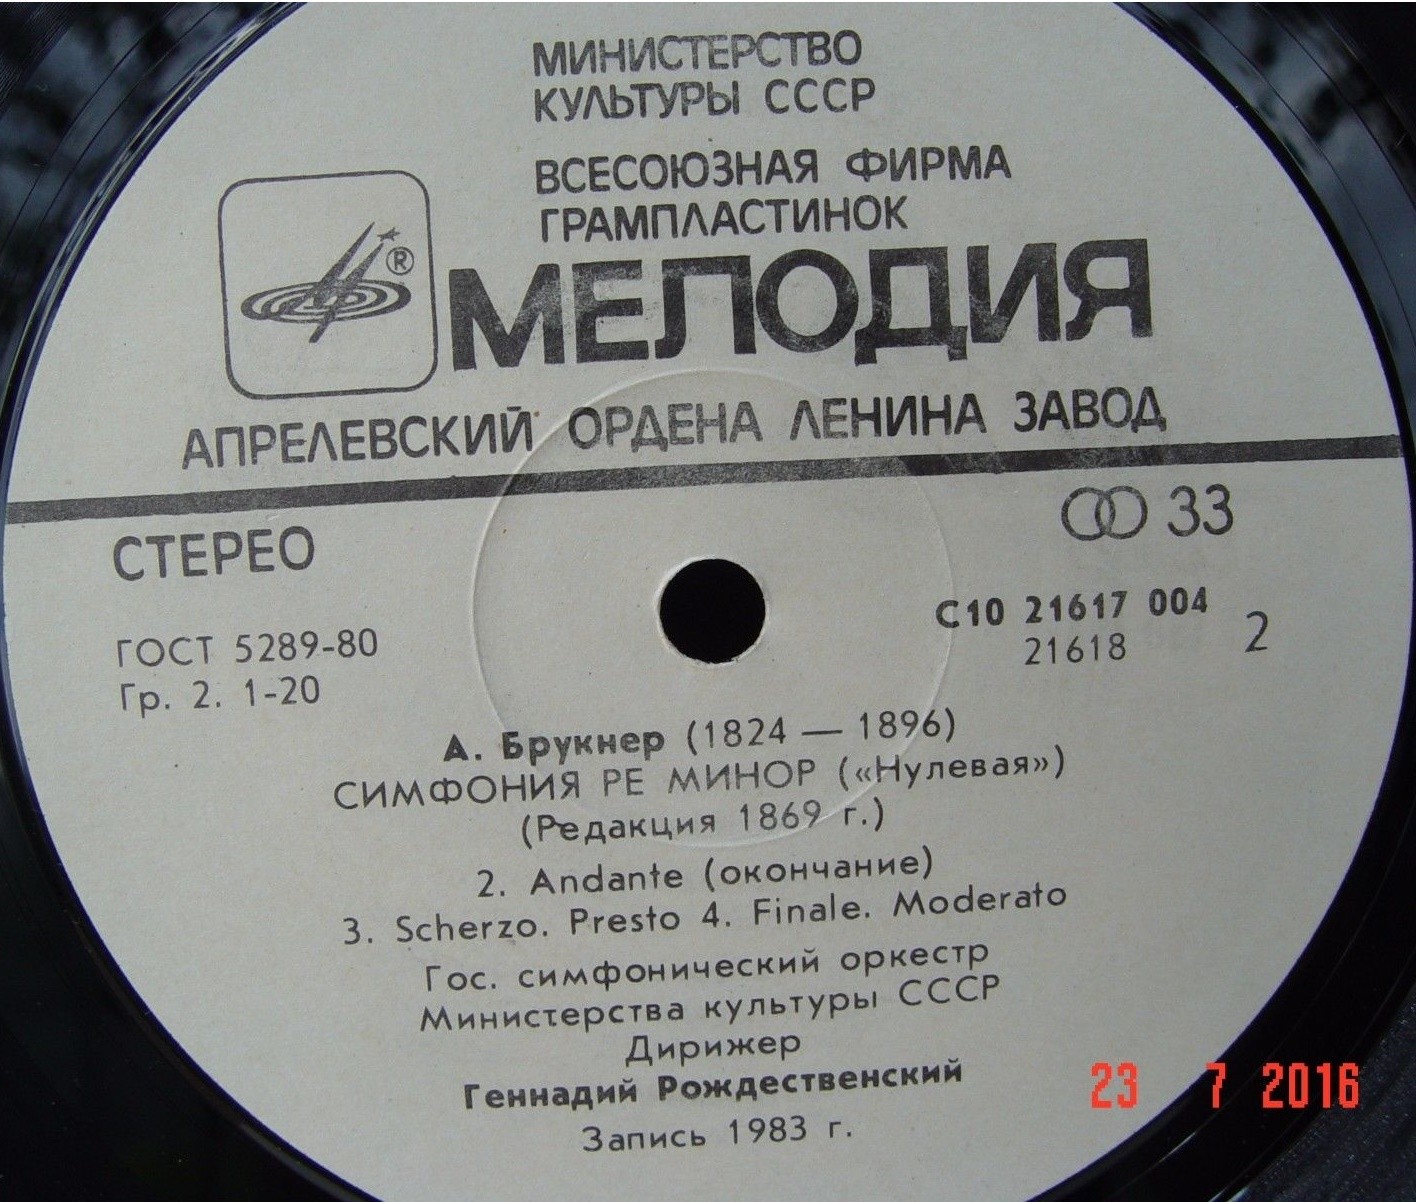 МИНИСТЕРСТВО
КУЛЬТУРЫ СССР
ВСЕСОЮЗНАЯ ФИРМА
ГРАМПЛАСТИНОК
®
МЕЛОДИЯ
АПРЕЛЕВСКИЙ ОРДЕНА ЛЕНИНА ЗАВОД
СТЕРЕО
33
ГОСТ 5289-80
Гр. 2. 1-20
С10 21617 004
21618
2
А. Брукнер (1824 — 1896)
СИМФОНИЯ РЕ МИНОР («Нулевая»)
(Редакция 1869 г.)
2. Andante (окончание)
3. Scherzo. Presto 4. Finale. Moderato
Гос. симфонический оркестр
Министерства культуры СССР
Дирижер
Геннадий Рождественский
Запись 1983 г.
23 7 2016